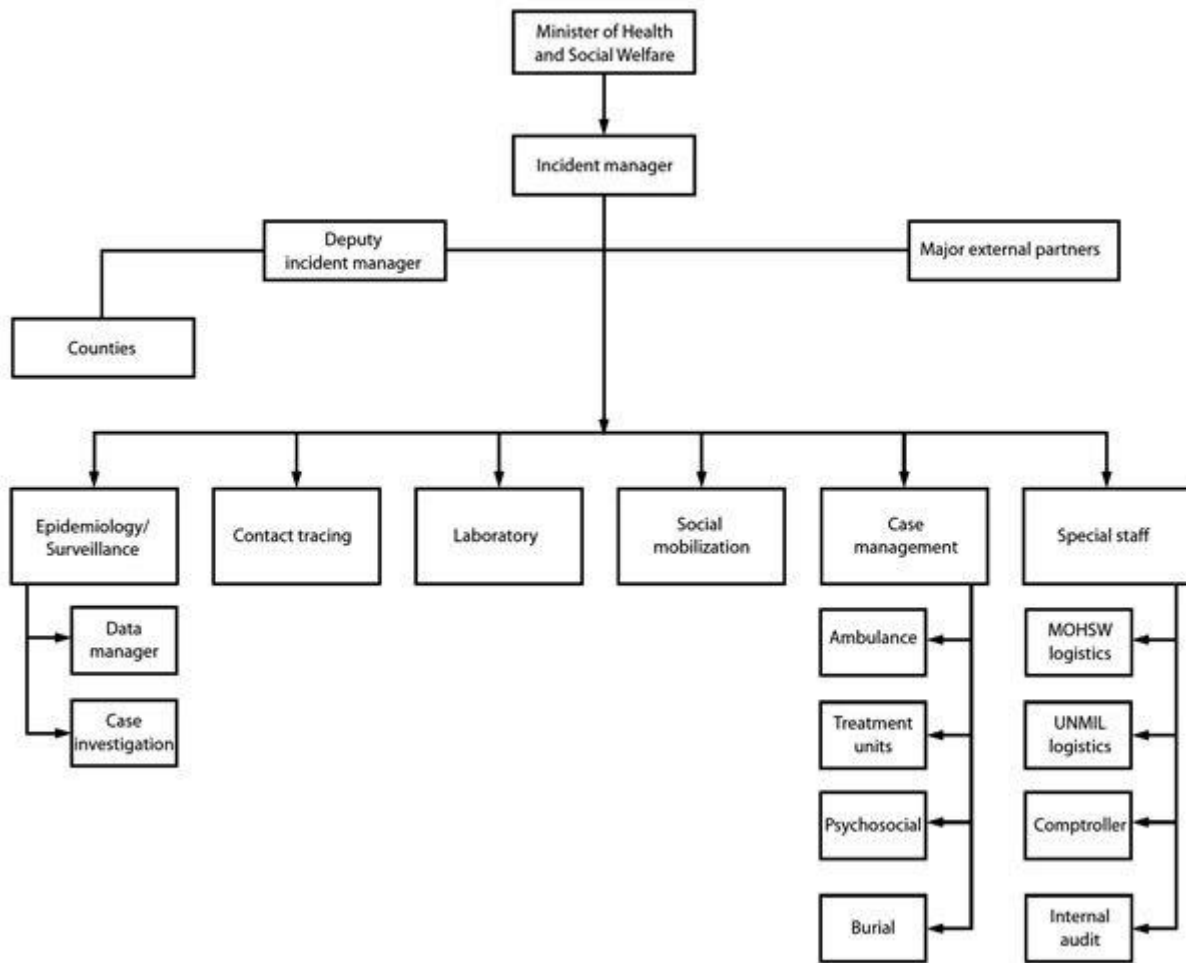 Minister of Health
and Social Welfare
Incident manager
Deputy
incident manager
Major external partners
Counties
Epidemiology/
Surveillance
Contact tracing
Laboratory
Social
mobilization
Case
management
Special staff
Data
manager
Case
investigation
Ambulance
Treatment
units
Psychosocial
Burial
MOHSW
logistics
UNMIL
logistics
Comptroller
Internal
audit